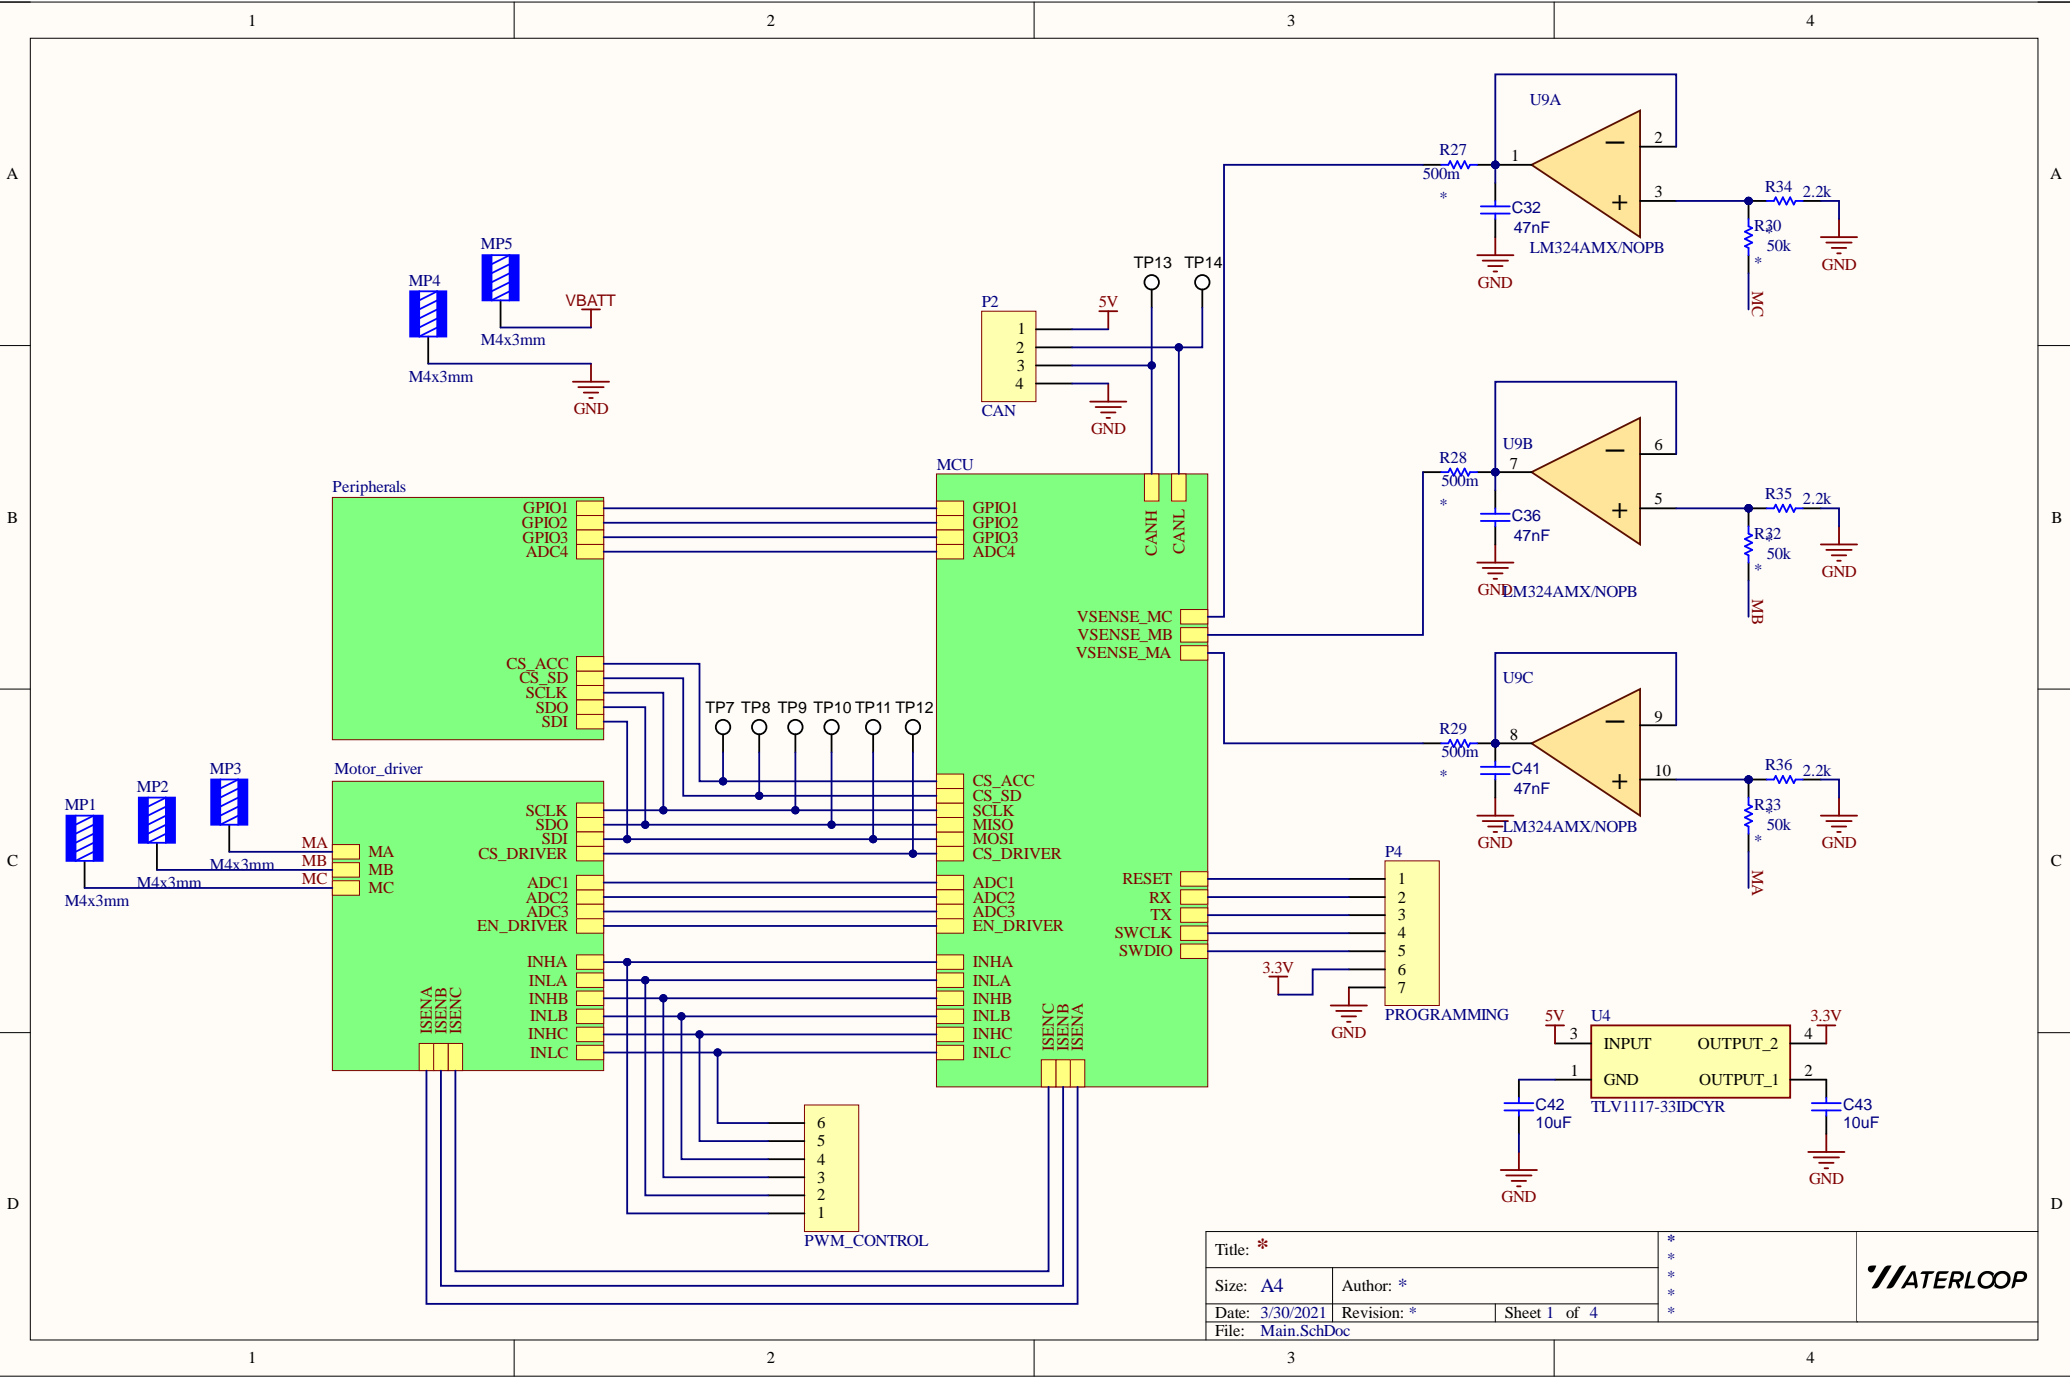 1 2 3 4
A A
B B
C C
D D
1 2 3 4
MP5
M4x3mm
VBATT
MP4
M4x3mm
GND
MP3
M4x3mm
MP2
M4x3mm
MP1
M4x3mm
MA
MB
MC
Peripherals
GPIO1
GPIO2
GPIO3
ADC4
CS_ACC
CS_SD
SCLK
SDO
SDI
Motor_driver
MA
MB
MC
SCLK
SDO
SDI
CS_DRIVER
ADC1
ADC2
ADC3
EN_DRIVER
INHA
INLA
INHB
INLB
INHC
INLC
ISENA
ISENB
ISENC
TP7 TP8 TP9 TP10 TP11 TP12
6
5
4
3
2
1
PWM_CONTROL
TP13 TP14
P2
1
2
3
4
CAN
5V
GND
MCU
GPIO1
GPIO2
GPIO3
ADC4
CANH
CANL
VSENSE_MC
VSENSE_MB
VSENSE_MA
CS_ACC
CS_SD
SCLK
MISO
MOSI
CS_DRIVER
ADC1
ADC2
ADC3
EN_DRIVER
INHA
INLA
INHB
INLB
INHC
INLC
RESET
RX
TX
SWCLK
SWDIO
ISENC
ISENB
ISENA
P4
1
2
3
4
5
6
7
PROGRAMMING
3.3V
GND
U9A
R27
500m
*
1
2
3
C32
47nF
GND
LM324AMX/NOPB
R34 2.2k
*
R30
50k
*
GND
MC
U9B
R28
500m
*
7
6
5
C36
47nF
GND
LM324AMX/NOPB
R35 2.2k
*
R32
50k
*
GND
MB
U9C
R29
500m
*
8
9
10
C41
47nF
GND
LM324AMX/NOPB
R36 2.2k
*
R33
50k
*
GND
MA
5V
U4
3.3V
3 INPUT OUTPUT_2 4
1 GND OUTPUT_1 2
TLV1117-33IDCYR
C42
10uF
GND
C43
10uF
GND
Title: *
Size: A4 Author: *
Date: 3/30/2021 Revision: * Sheet 1 of 4
File: Main.SchDoc
*
*
*
*
*
WATERLOOP